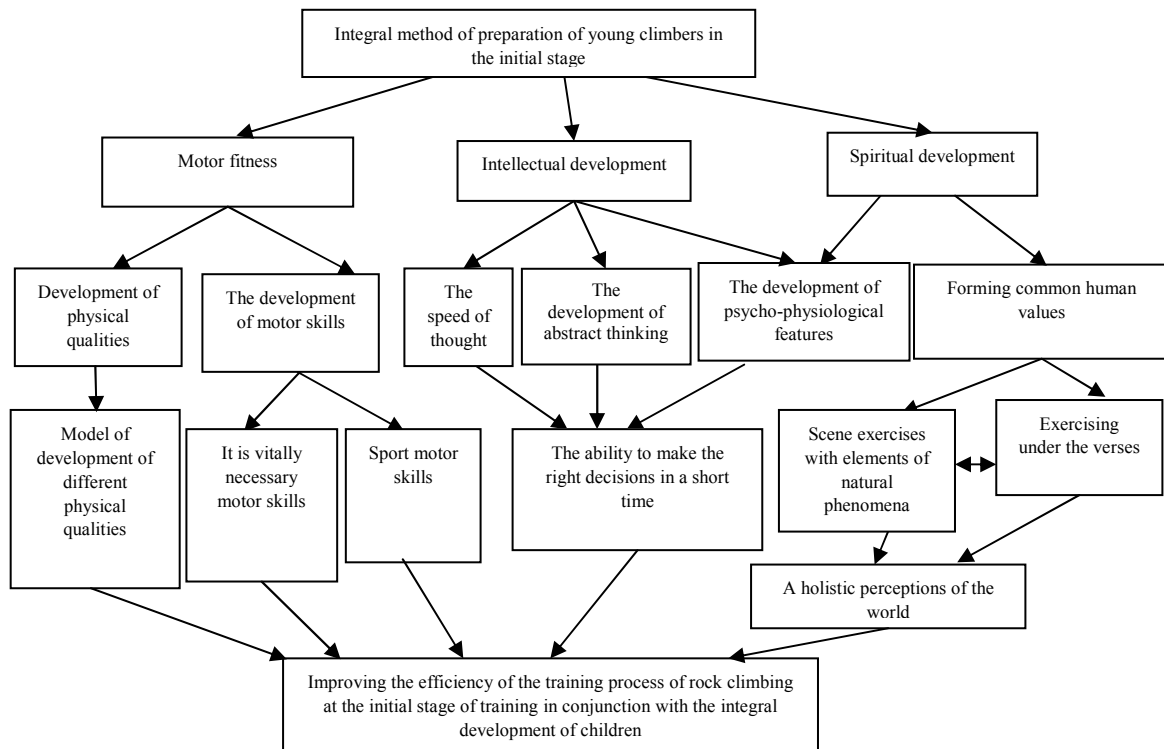 Integral method of preparation of young climbers in
the initial stage
Motor fitness
Intellectual development
Spiritual development
Development of
physical
qualities
The development
of motor skills
The
speed of
thought
The
development of
abstract thinking
The development of
psycho-physiological
features
Forming common human
values
Model of
development of
different
physical
qualities
It is vitally
necessary
motor skills
Sport motor
skills
The ability to make the
right decisions in a short
time
Scene exercises
with elements of
natural
phenomena
Exercising
under the verses
A holistic perceptions of the
world
Improving the efficiency of the training process of rock climbing
at the initial stage of training in conjunction with the integral
development of children